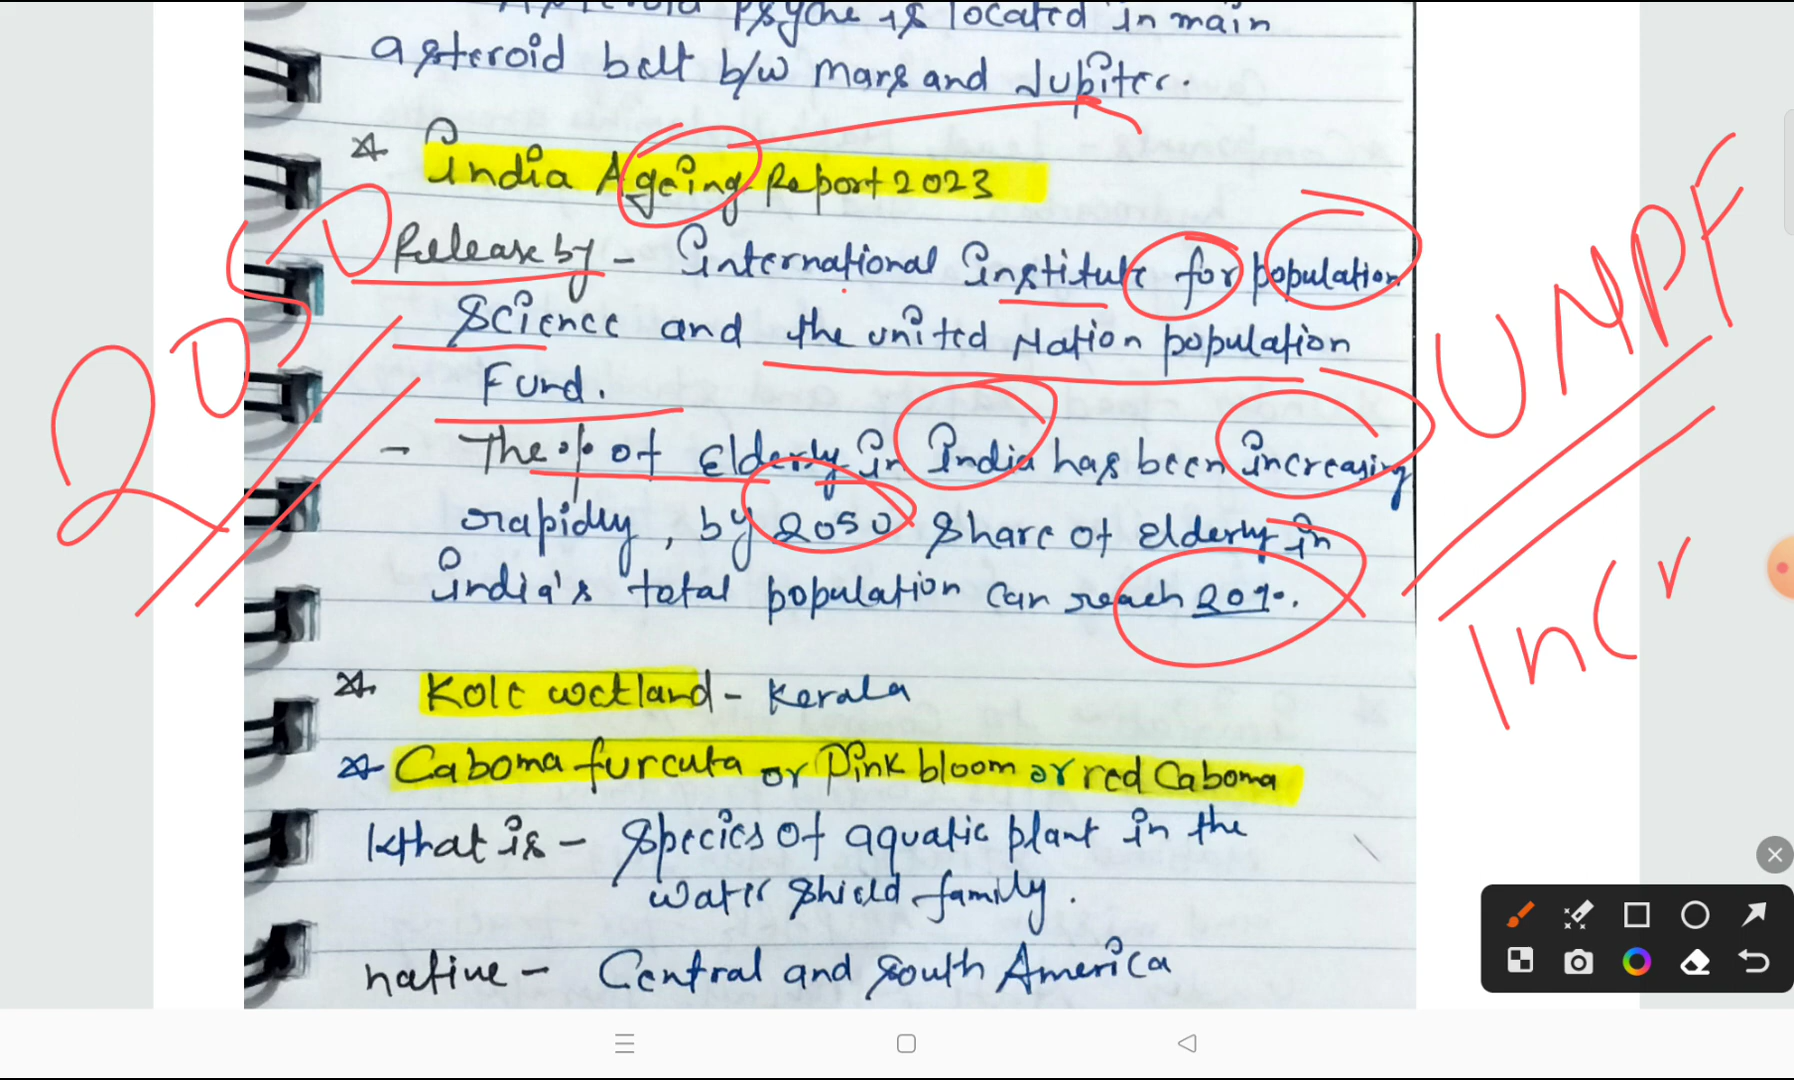 Psyche is located in main
asteroid belt b/w Mars and Jupiter.
India Ageing Report 2023
Release by - International Institute for population
Science and the united Nation population
Fund.
- The % of Elderly in India has been increasing
rapidly, by 2050 Share of elderly in
India's total population can reach 20%.
Kole wetland - Kerala
Caboma furcuta or Pink bloom or red Caboma
What is - Species of aquatic plant in the
water shield family.
native - Central and South America
2050
UNPF
Incr